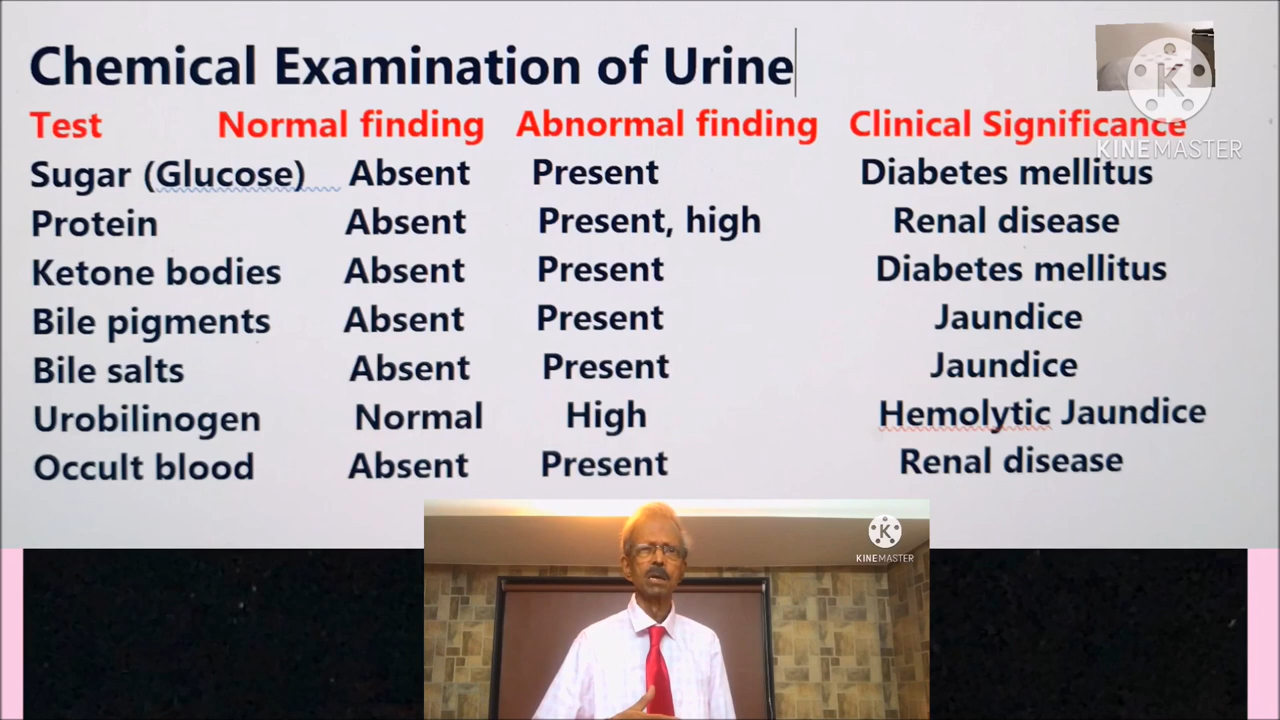 Chemical Examination of Urine
Test Normal finding Abnormal finding Clinical Significance
Sugar (Glucose) Absent Present Diabetes mellitus
Protein Absent Present, high Renal disease
Ketone bodies Absent Present Diabetes mellitus
Bile pigments Absent Present Jaundice
Bile salts Absent Present Jaundice
Urobilinogen Normal High Hemolytic Jaundice
Occult blood Absent Present Renal disease
K
KINEMASTER
K
KINEMASTER